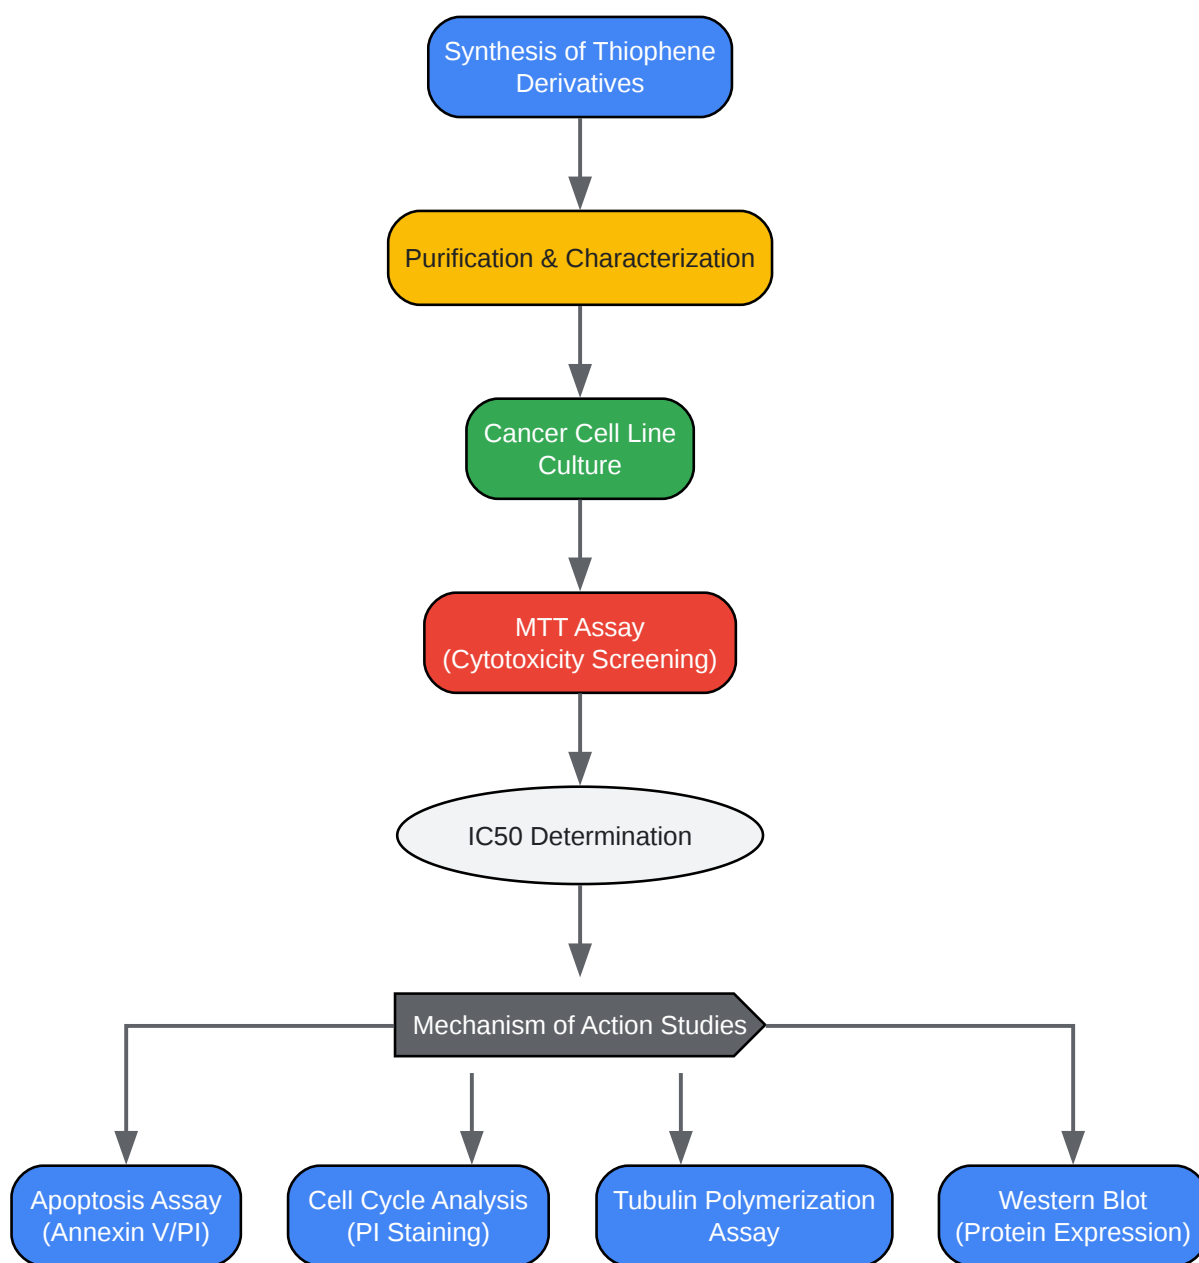 Synthesis of Thiophene
Derivatives
Purification & Characterization
Cancer Cell Line
Culture
MTT Assay
(Cytotoxicity Screening)
IC50 Determination
Mechanism of Action Studies
Apoptosis Assay
(Annexin V/PI)
Cell Cycle Analysis
(PI Staining)
Tubulin Polymerization
Assay
Western Blot
(Protein Expression)